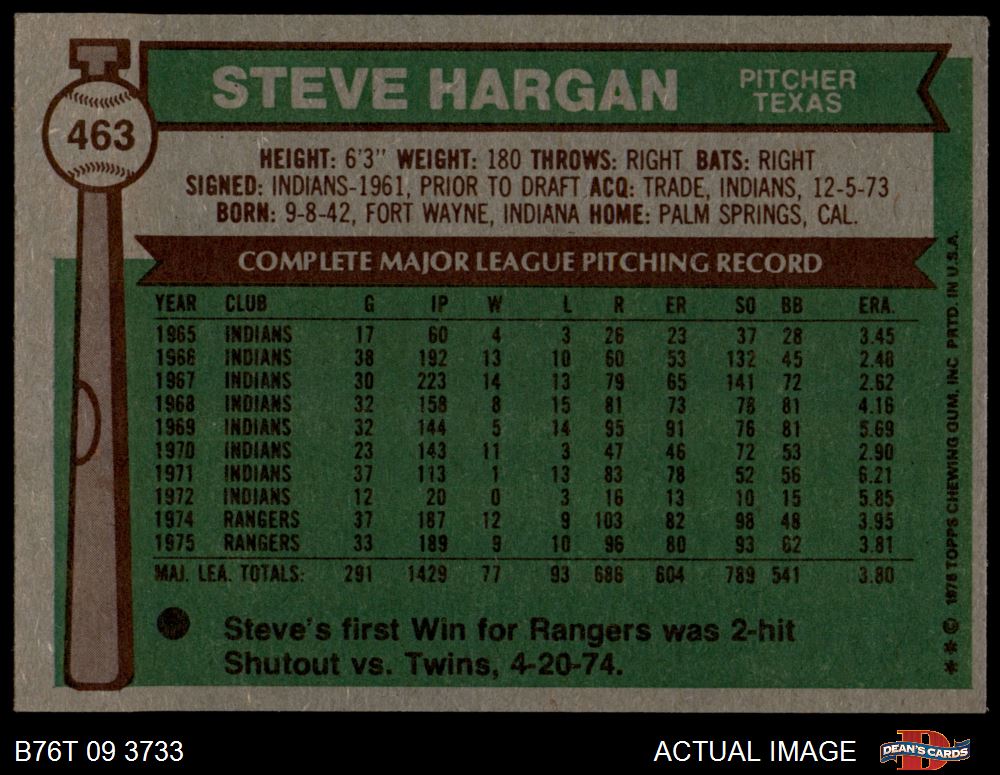 STEVE HARGAN
PITCHER
TEXAS
463
HEIGHT: 6'3" WEIGHT: 180 THROWS: RIGHT BATS: RIGHT
SIGNED: INDIANS-1961, PRIOR TO DRAFT ACQ: TRADE, INDIANS, 12-5-73
BORN: 9-8-42, FORT WAYNE, INDIANA HOME: PALM SPRINGS, CAL.
COMPLETE MAJOR LEAGUE PITCHING RECORD
YEAR CLUB G IP W L R ER SO BB ERA.
1965 INDIANS 17 60 4 3 26 23 37 28 3.45
1966 INDIANS 38 192 13 10 60 53 132 45 2.48
1967 INDIANS 30 223 14 13 79 65 141 72 2.62
1968 INDIANS 32 158 8 15 81 73 78 81 4.16
1969 INDIANS 32 144 5 14 95 91 76 81 5.69
1970 INDIANS 23 143 11 3 47 46 72 53 2.90
1971 INDIANS 37 113 1 13 83 78 52 56 6.21
1972 INDIANS 12 20 0 3 16 13 10 15 5.85
1974 RANGERS 37 187 12 9 103 82 98 48 3.95
1975 RANGERS 33 189 9 10 96 80 93 62 3.81
MAJ. LEA. TOTALS: 291 1429 77 93 686 604 789 541 3.80
Steve's first Win for Rangers was 2-hit
Shutout vs. Twins, 4-20-74.
***© 1976 TOPPS CHEWING GUM, INC PRTD. IN U.S.A.
B76T 09 3733
ACTUAL IMAGE
DEAN'S CARDS